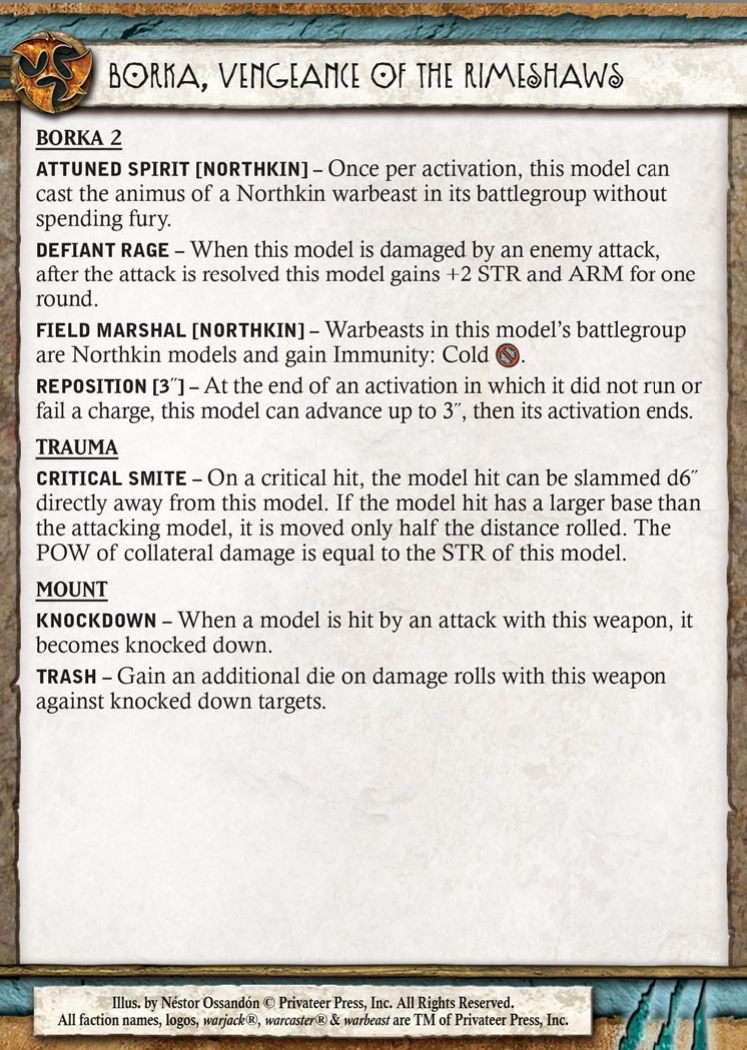 BORKA, VENGEANCE OF THE RIMESHAWS
BORKA 2
ATTUNED SPIRIT [NORTHKIN] – Once per activation, this model can
cast the animus of a Northkin warbeast in its battlegroup without
spending fury.
DEFIANT RAGE – When this model is damaged by an enemy attack,
after the attack is resolved this model gains +2 STR and ARM for one
round.
FIELD MARSHAL [NORTHKIN] – Warbeasts in this model’s battlegroup
are Northkin models and gain Immunity: Cold .
REPOSITION [3˝] – At the end of an activation in which it did not run or
fail a charge, this model can advance up to 3˝, then its activation ends.
TRAUMA
CRITICAL SMITE – On a critical hit, the model hit can be slammed d6˝
directly away from this model. If the model hit has a larger base than
the attacking model, it is moved only half the distance rolled. The
POW of collateral damage is equal to the STR of this model.
MOUNT
KNOCKDOWN – When a model is hit by an attack with this weapon, it
becomes knocked down.
TRASH – Gain an additional die on damage rolls with this weapon
against knocked down targets.
Illus. by Néstor Ossandón © Privateer Press, Inc. All Rights Reserved.
All faction names, logos, warjack®, warcaster® & warbeast are TM of Privateer Press, Inc.